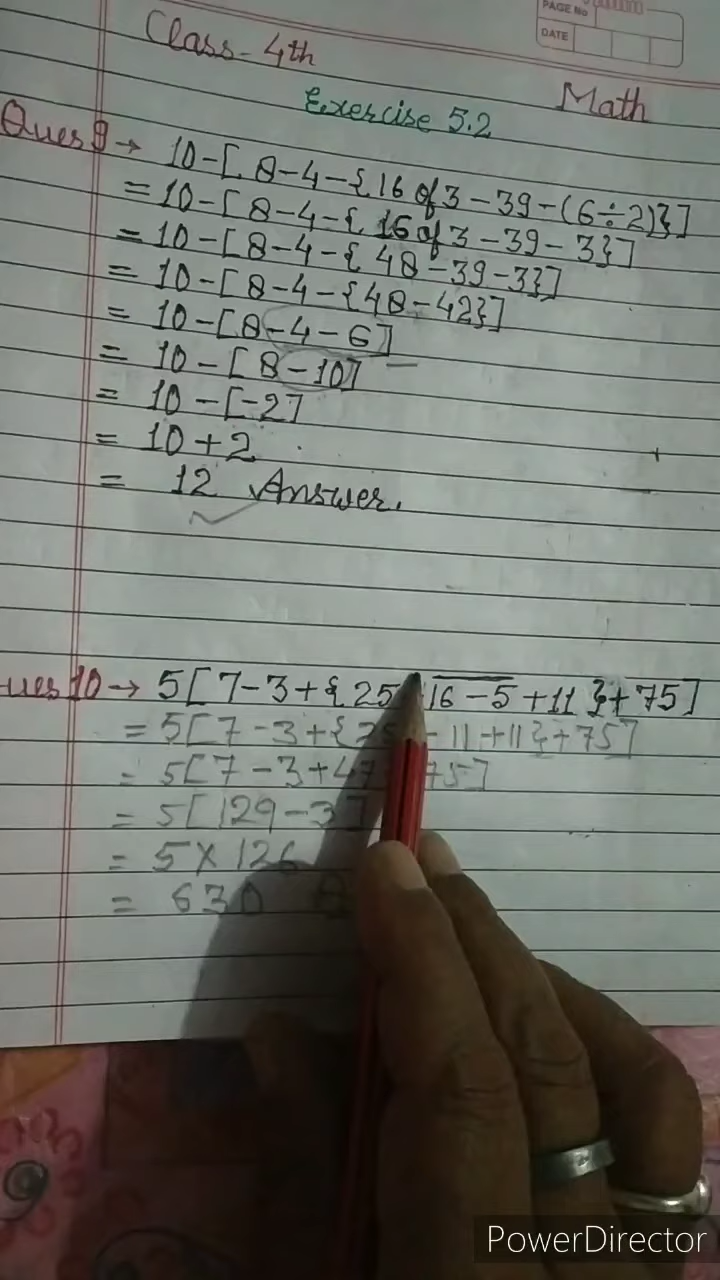 PAGE No
DATE
Class - 4th
Math
Exercise 5.2
Ques 9 → 10-[8-4-{16 of 3-39-(6÷2)}]
= 10-[8-4-{16 of 3-39-3}]
= 10-[8-4-{48-39-3}]
= 10-[8-4-{48-42}]
= 10-[8-4-6]
= 10-[8-10]
= 10-[-2]
= 10+2
= 12 Answer.
ues 10 → 5[7-3+{25 16-5+11}+75]
= 5[7-3+{25 -11+11}+75]
= 5[7-3+47 75]
= 5[129-3]
= 5×126
= 630
PowerDirector